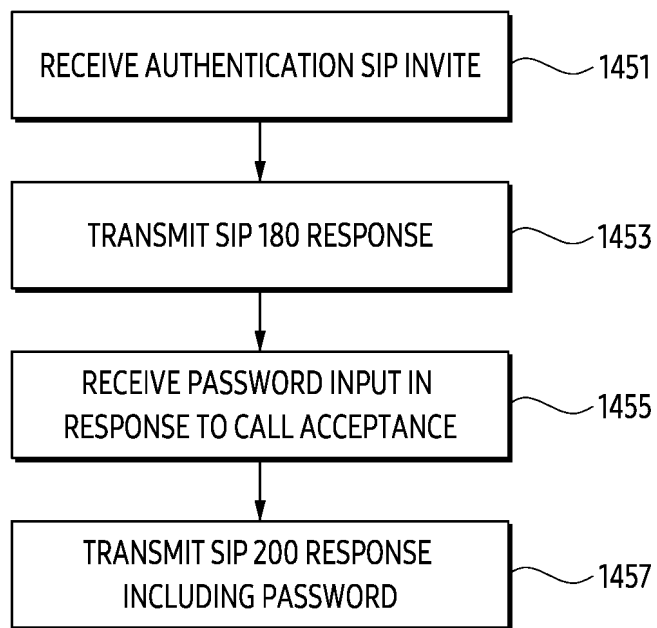 RECEIVE AUTHENTICATION SIP INVITE
1451
TRANSMIT SIP 180 RESPONSE
1453
RECEIVE PASSWORD INPUT IN
RESPONSE TO CALL ACCEPTANCE
1455
TRANSMIT SIP 200 RESPONSE
INCLUDING PASSWORD
1457